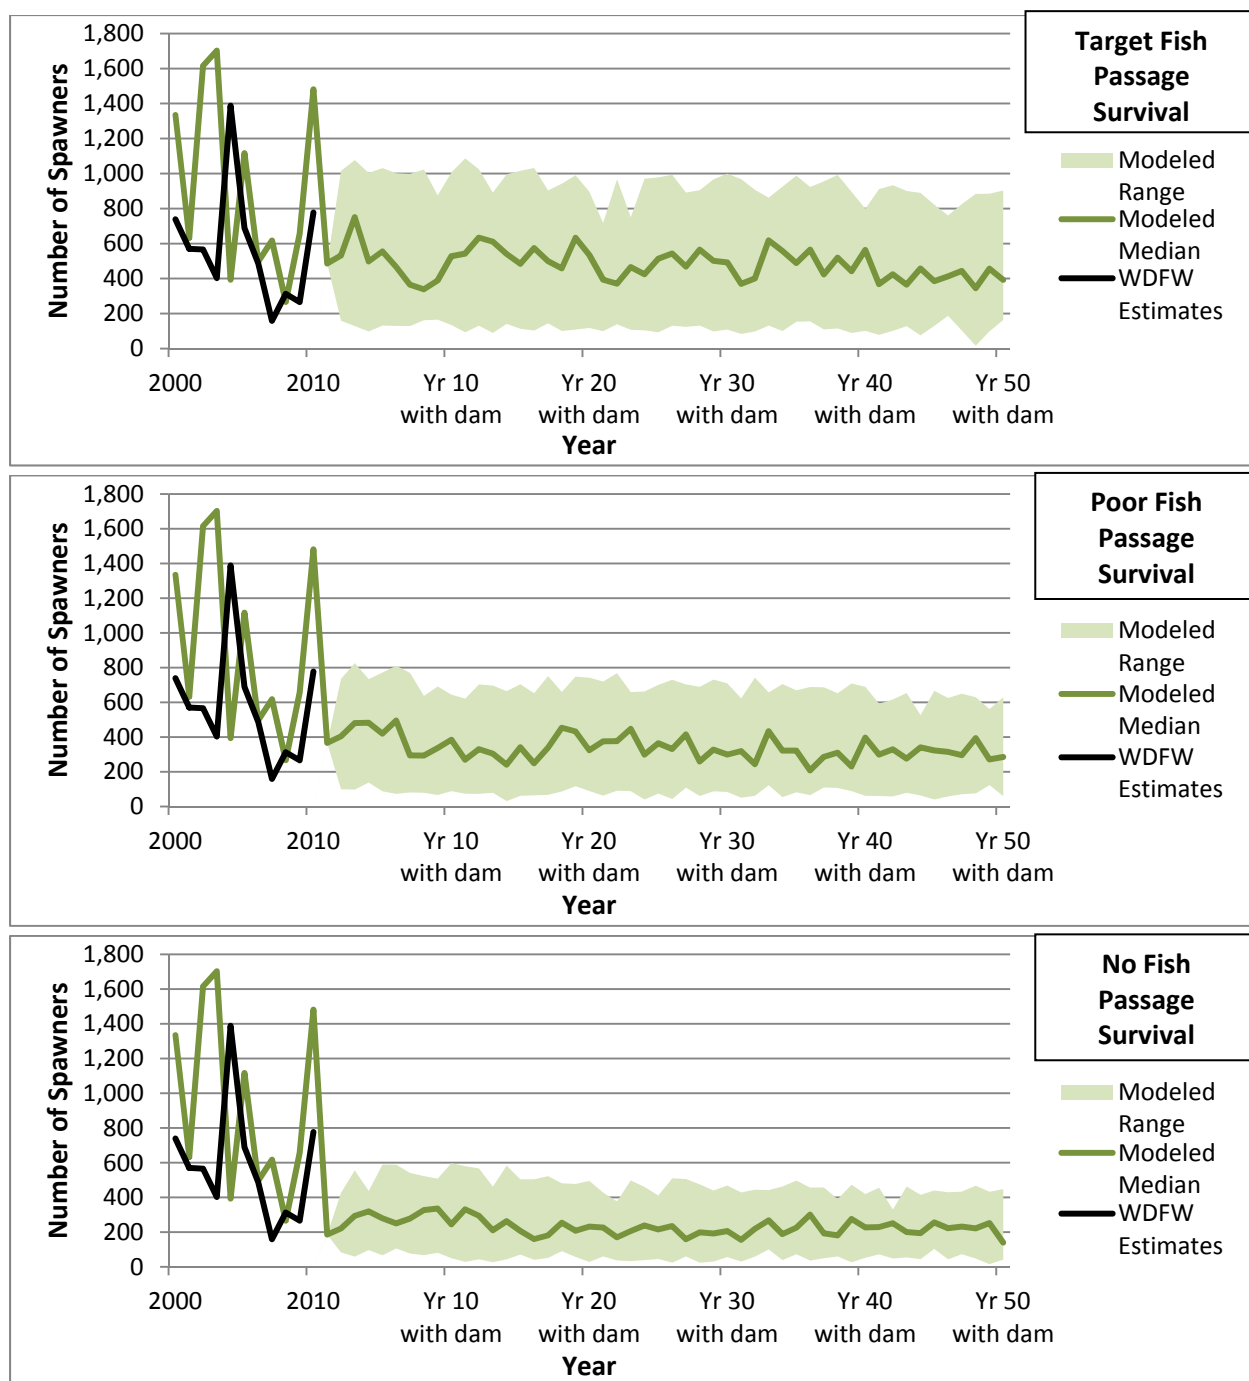 Target Fish
Passage
Survival
Number of Spawners
1,800
1,600
1,400
1,200
1,000
800
600
400
200
0
2000
2010
Yr 10
with dam
Yr 20
with dam
Yr 30
with dam
Yr 40
with dam
Yr 50
with dam
Year
Modeled
Range
Modeled
Median
WDFW
Estimates
Poor Fish
Passage
Survival
Number of Spawners
1,800
1,600
1,400
1,200
1,000
800
600
400
200
0
2000
2010
Yr 10
with dam
Yr 20
with dam
Yr 30
with dam
Yr 40
with dam
Yr 50
with dam
Year
Modeled
Range
Modeled
Median
WDFW
Estimates
No Fish
Passage
Survival
Number of Spawners
1,800
1,600
1,400
1,200
1,000
800
600
400
200
0
2000
2010
Yr 10
with dam
Yr 20
with dam
Yr 30
with dam
Yr 40
with dam
Yr 50
with dam
Year
Modeled
Range
Modeled
Median
WDFW
Estimates